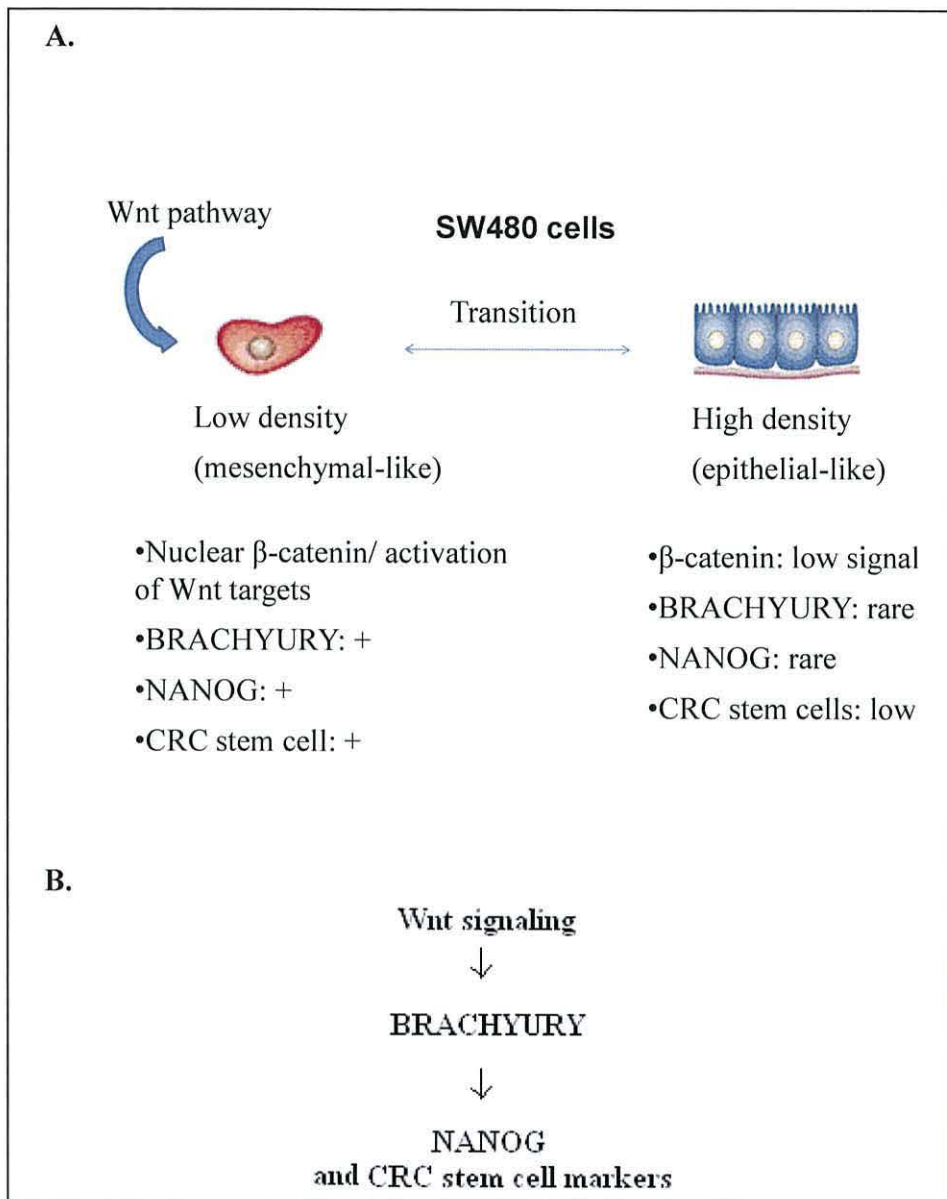 A.
Wnt pathway
SW480 cells
Transition
Low density
(mesenchymal-like)
High density
(epithelial-like)
•Nuclear β-catenin/ activation
of Wnt targets
•BRACHYURY: +
•NANOG: +
•CRC stem cell: +
•β-catenin: low signal
•BRACHYURY: rare
•NANOG: rare
•CRC stem cells: low
B.
Wnt signaling
BRACHYURY
NANOG
and CRC stem cell markers